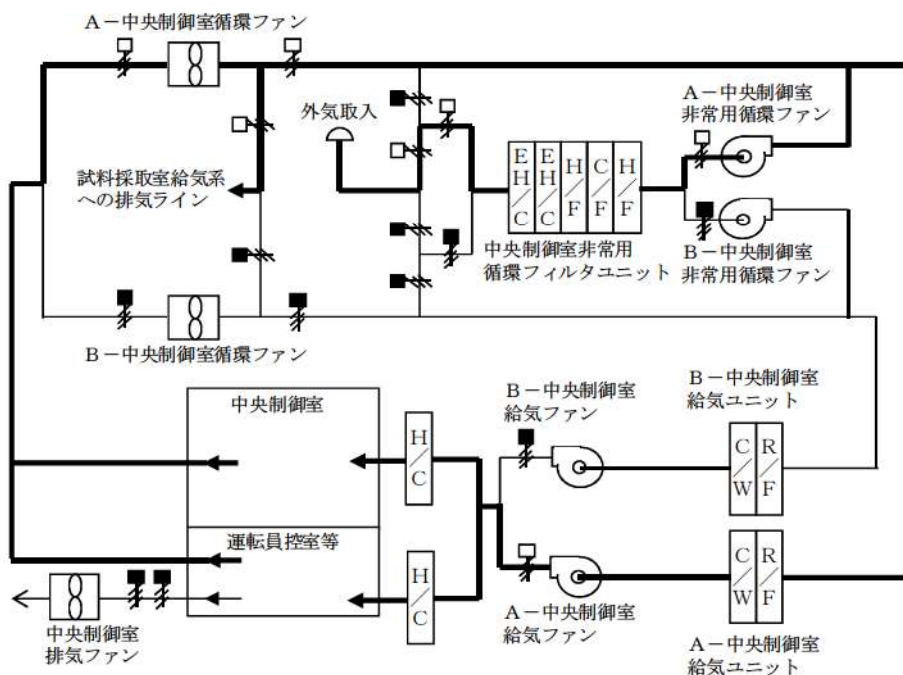 A－中央制御室循環ファン
外気取入
A－中央制御室
非常用循環ファン
試料採取室給気系
への排気ライン
E
H
/
C
E
H
/
C
H
/
F
C
/
F
H
/
F
中央制御室非常用
循環フィルタユニット
B－中央制御室
非常用循環ファン
B－中央制御室循環ファン
中央制御室
H
/
C
B－中央制御室
給気ファン
B－中央制御室
給気ユニット
C
/
W
R
/
F
運転員控室等
H
/
C
C
/
W
R
/
F
中央制御室
排気ファン
A－中央制御室
給気ファン
A－中央制御室
給気ユニット